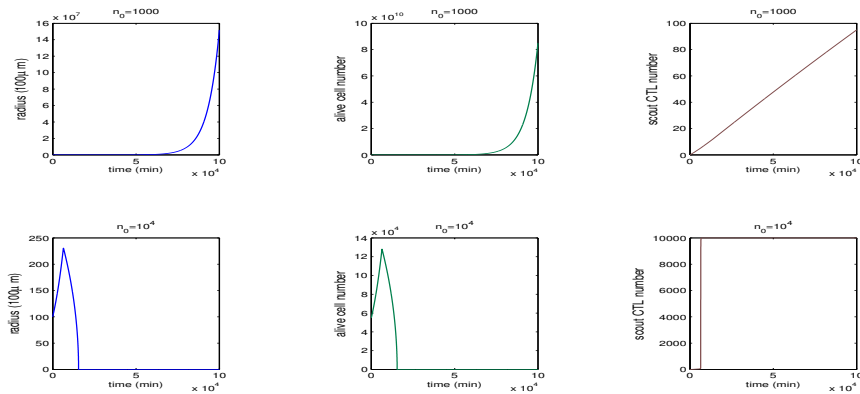 n₀=1000
x 10⁷
16
14
12
10
8
6
4
2
0
radius (100μ m)
0 5 10
time (min)
x 10⁴
n₀=1000
x 10¹⁰
10
8
6
4
2
0
alive cell number
0 5 10
time (min)
x 10⁴
n₀=1000
100
80
60
40
20
0
scout CTL number
0 5 10
time (min)
x 10⁴
n₀=10⁴
250
200
150
100
50
0
radius (100μ m)
0 5 10
time (min)
x 10⁴
n₀=10⁴
x 10⁴
14
12
10
8
6
4
2
0
alive cell number
0 5 10
time (min)
x 10⁴
n₀=10⁴
10000
8000
6000
4000
2000
0
scout CTL number
0 5 10
time (min)
x 10⁴